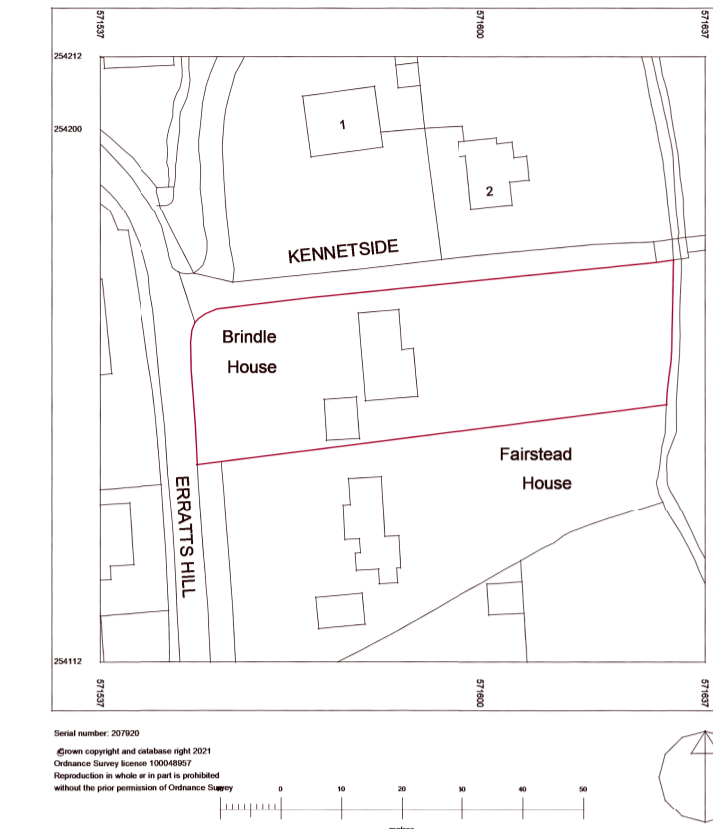 571537
571600
571637
254212
254200
1
2
KENNETSIDE
Brindle
House
Fairstead
House
ERRATTS HILL
254112
571537
571600
571637
Serial number: 207920
©rown copyright and database right 2021
Ordnance Survey license 100048957
Reproduction in whole or in part is prohibited
without the prior permission of Ordnance Survey
0 10 20 30 40 50